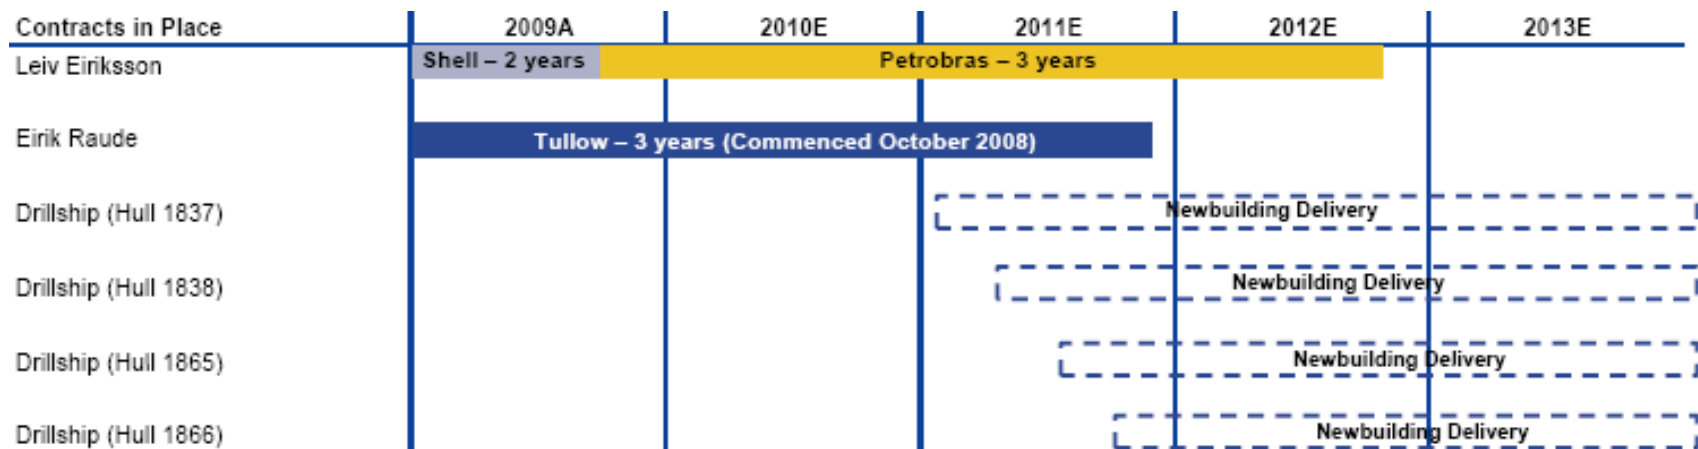 Contracts in Place 2009A 2010E 2011E 2012E 2013E
Leiv Eiriksson Shell – 2 years Petrobras – 3 years
Eirik Raude Tullow – 3 years (Commenced October 2008)
Drillship (Hull 1837) Newbuilding Delivery
Drillship (Hull 1838) Newbuilding Delivery
Drillship (Hull 1865) Newbuilding Delivery
Drillship (Hull 1866) Newbuilding Delivery